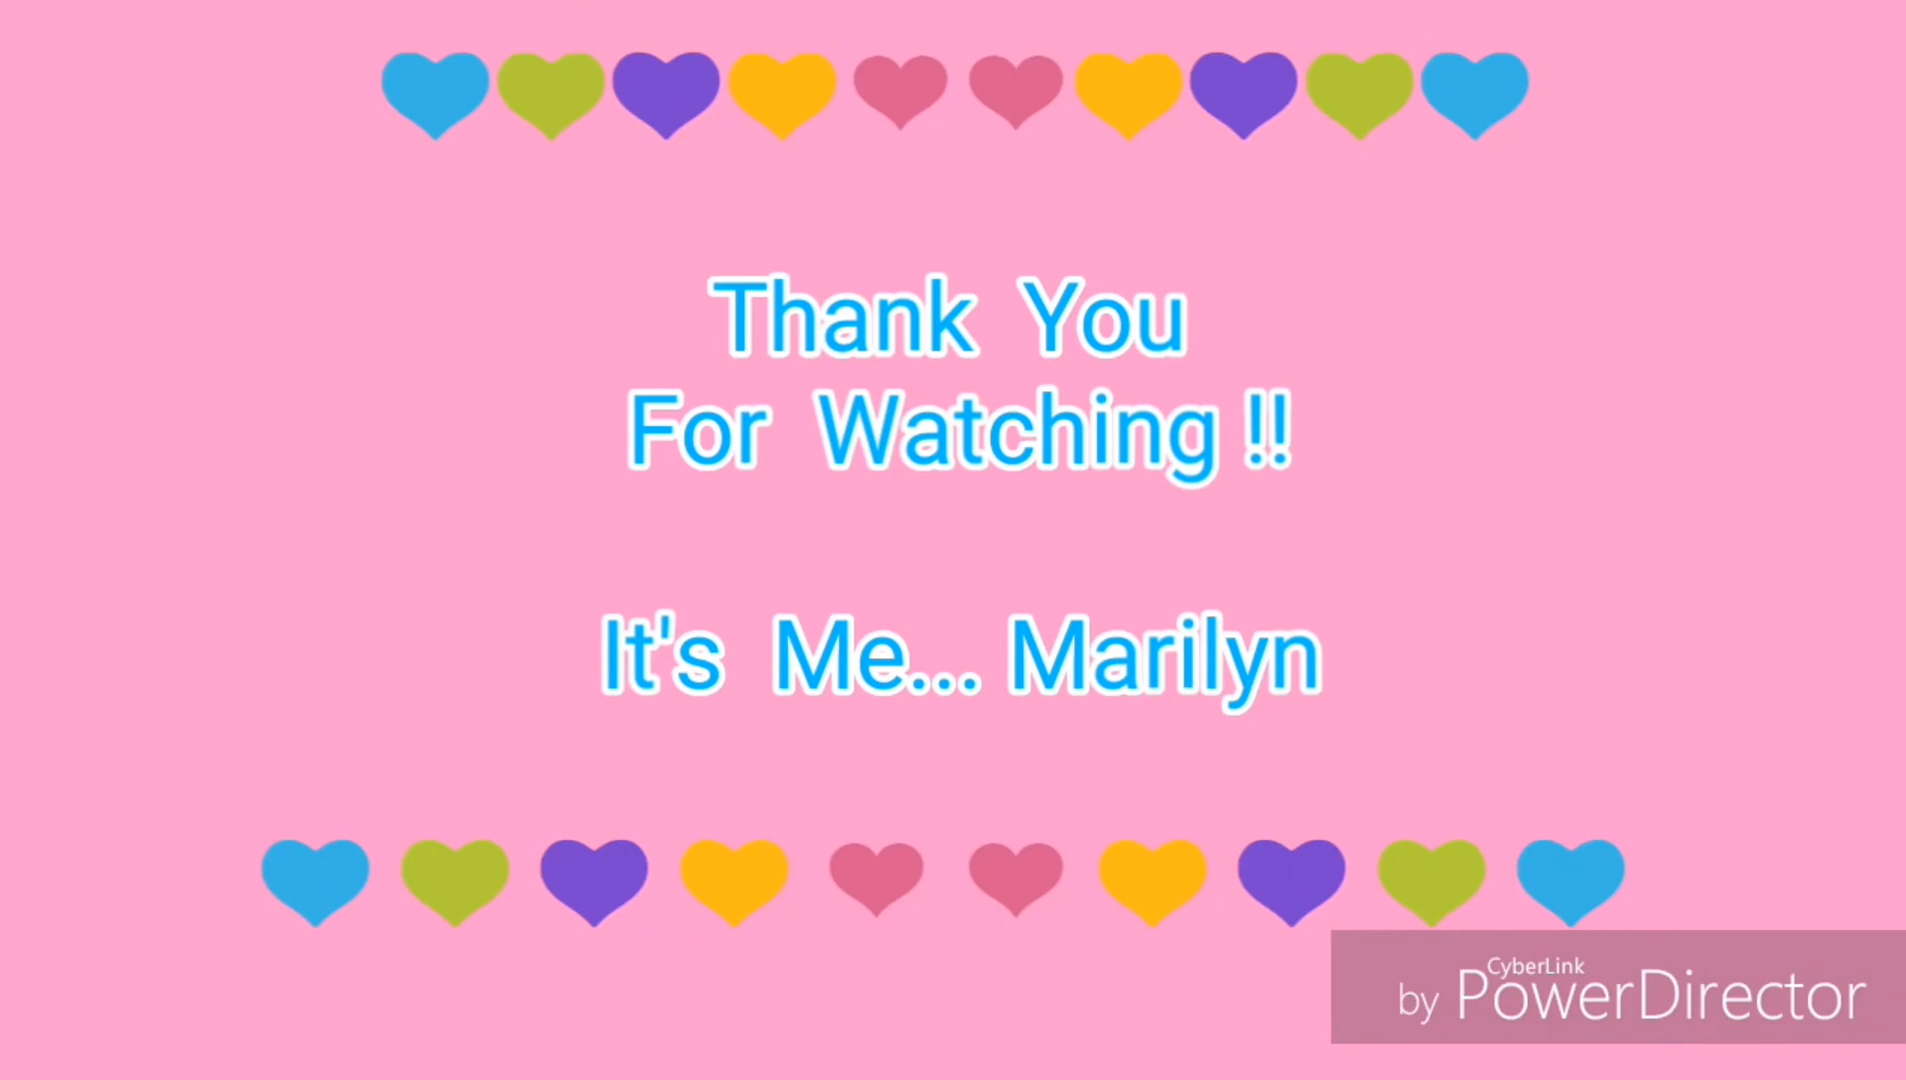 Thank You
For Watching !!
It's Me... Marilyn
CyberLink
by PowerDirector